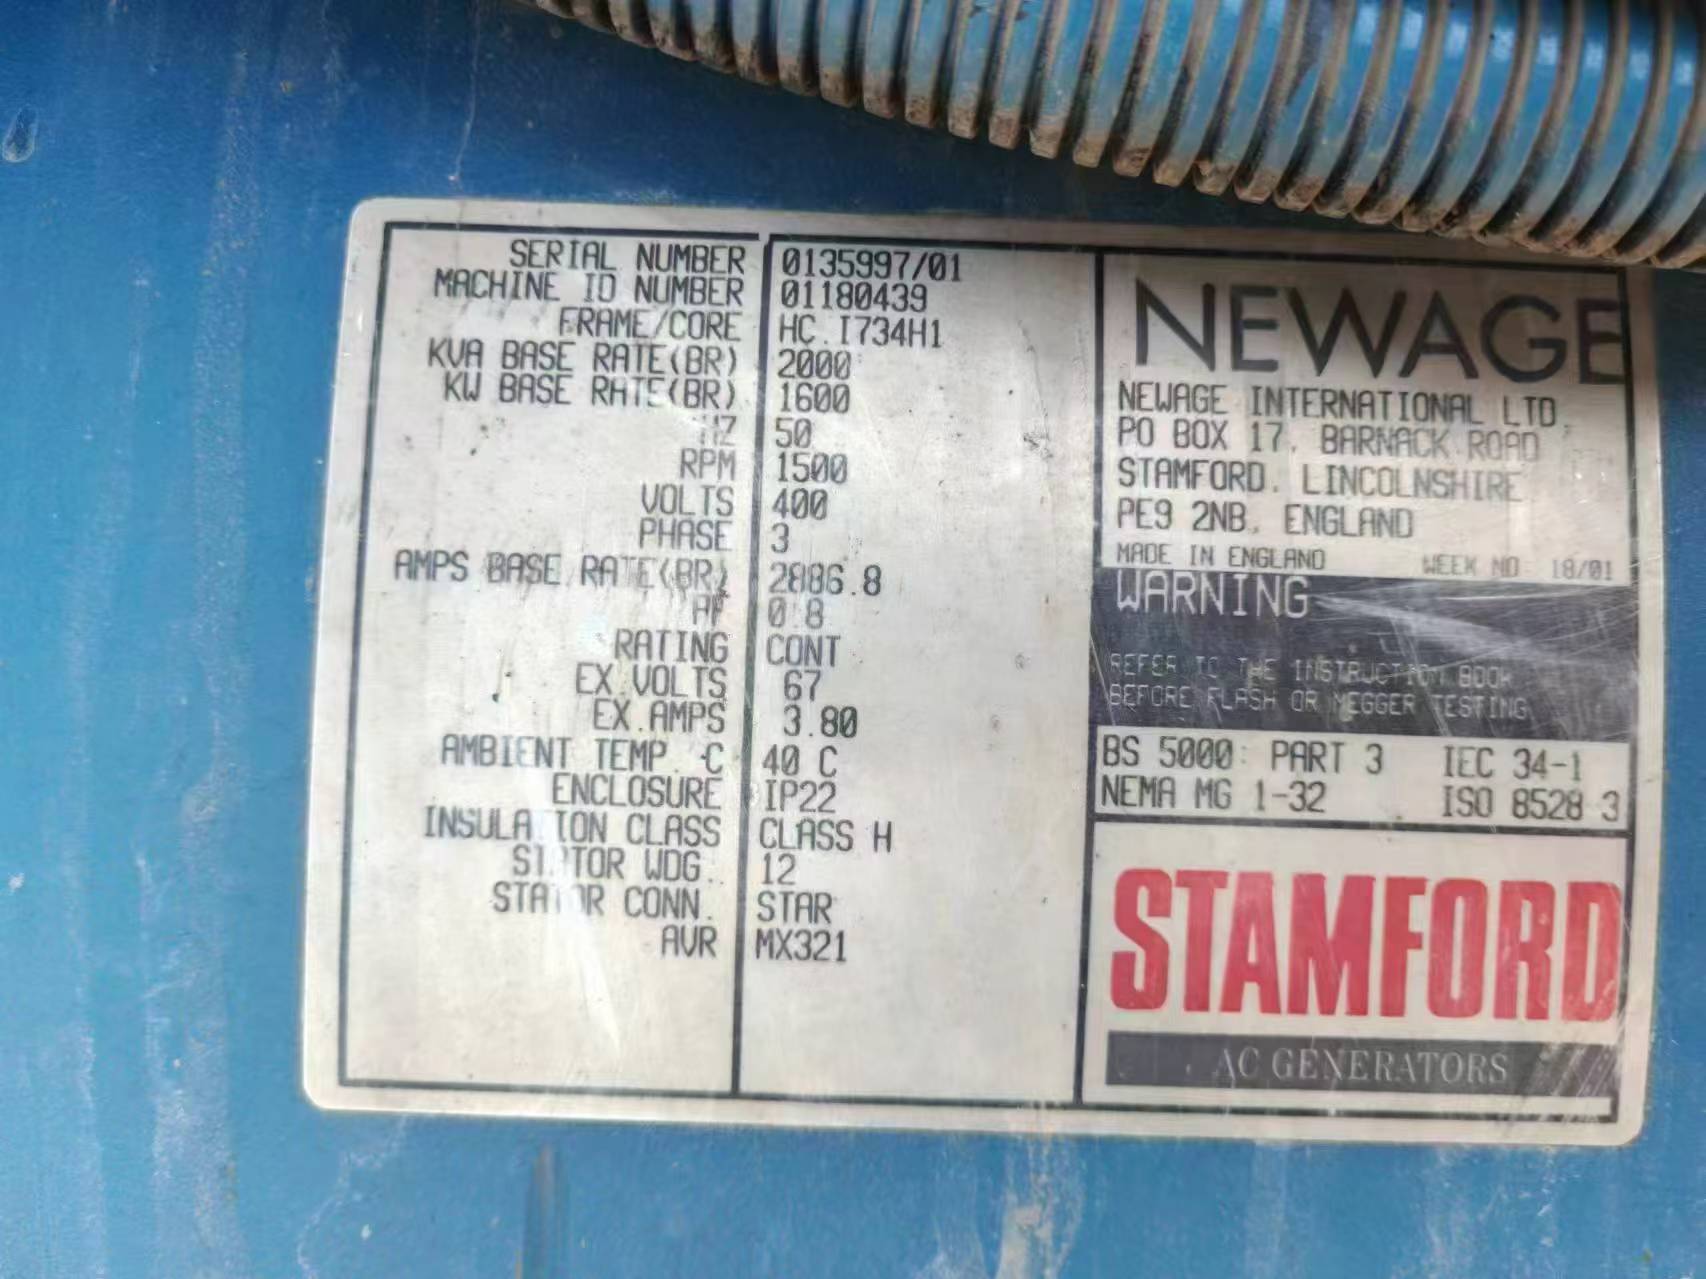 SERIAL NUMBER 0135997/01
MACHINE ID NUMBER 01180439
FRAME/CORE HC.I734H1
KVA BASE RATE(BR) 2000
KW BASE RATE(BR) 1600
HZ 50
RPM 1500
VOLTS 400
PHASE 3
AMPS BASE RATE(BR) 2886.8
PF 0.8
RATING CONT
EX.VOLTS 67
EX.AMPS 3.80
AMBIENT TEMP. C 40 C
ENCLOSURE IP22
INSULATION CLASS CLASS H
STATOR WDG. 12
STATOR CONN. STAR
AVR MX321
NEWAGE
NEWAGE INTERNATIONAL LTD.
PO BOX 17, BARNACK ROAD
STAMFORD, LINCOLNSHIRE
PE9 2NB, ENGLAND
MADE IN ENGLAND WEEK NO: 18/01
WARNING
REFER TO THE INSTRUCTION BOOK
BEFORE FLASH OR MEGGER TESTING
BS 5000: PART 3 IEC 34-1
NEMA MG 1-32 ISO 8528 3
STAMFORD
AC GENERATORS